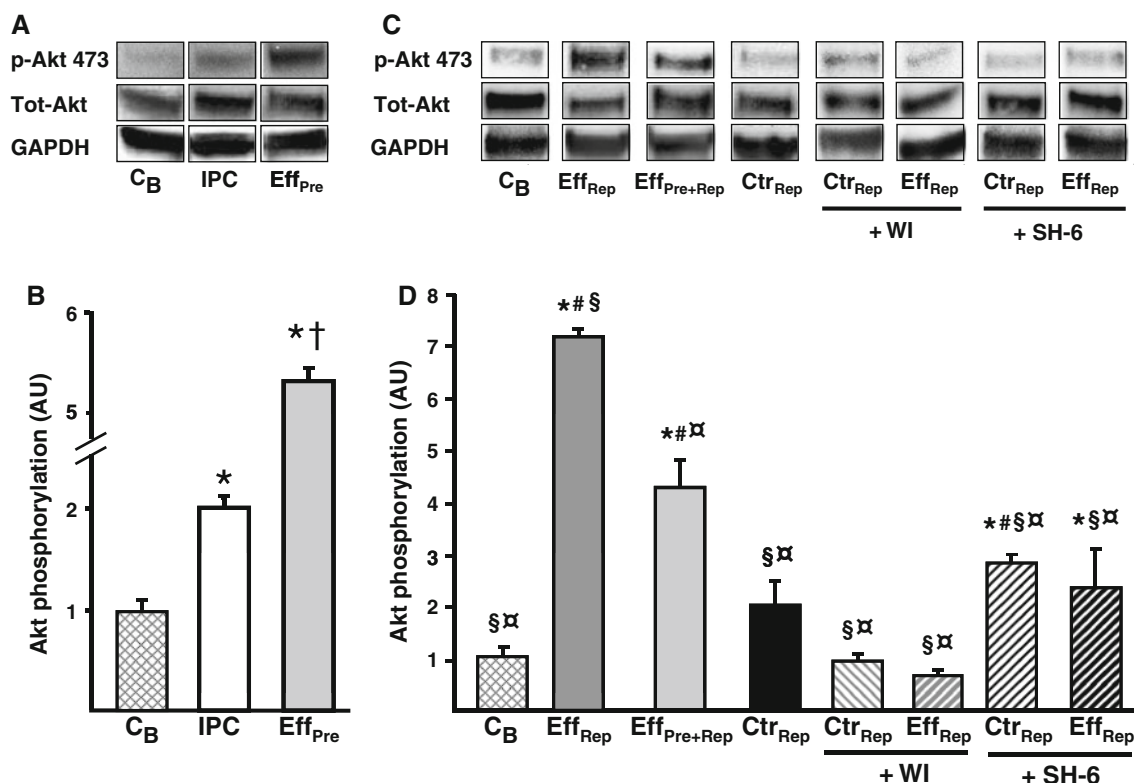 A
p-Akt 473
Tot-Akt
GAPDH
CB IPC EffPre
C
p-Akt 473
Tot-Akt
GAPDH
CB EffRep EffPre+Rep CtrRep CtrRep EffRep CtrRep EffRep
+ WI + SH-6
B
Akt phosphorylation (AU)
6
5
2
1
*
*†
CB IPC EffPre
D
Akt phosphorylation (AU)
8
7
6
5
4
3
2
1
§¤
*# §
*#¤
§¤
§¤
§¤
*#§¤
*§¤
CB EffRep EffPre+Rep CtrRep CtrRep EffRep CtrRep EffRep
+ WI + SH-6